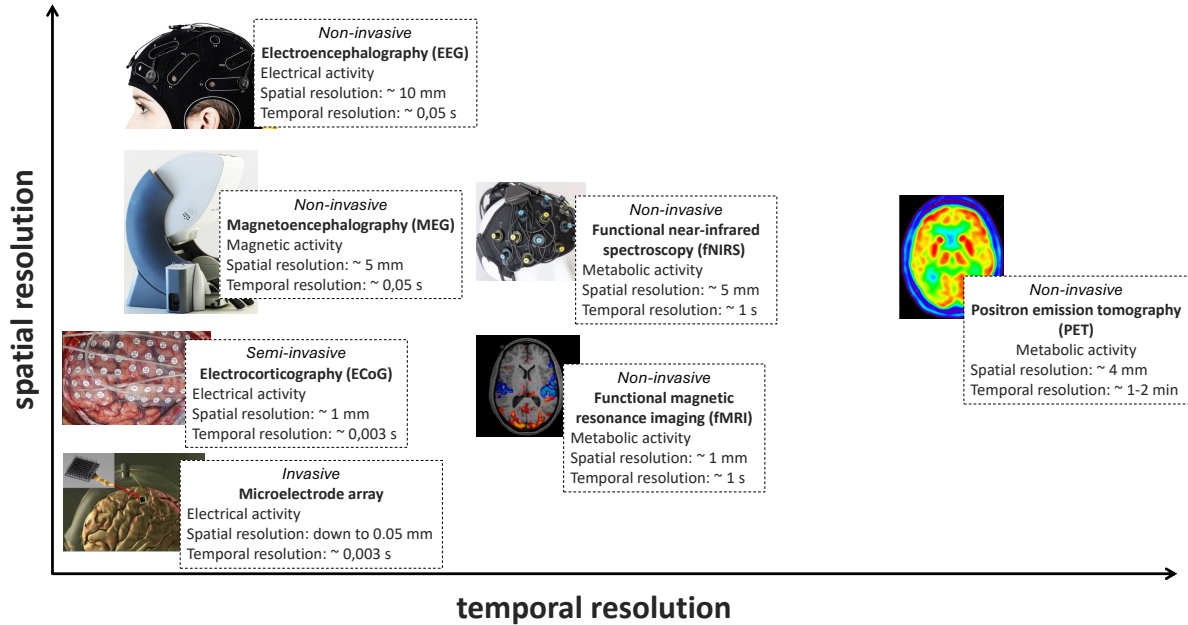 Non-invasive
Electroencephalography (EEG)
Electrical activity
Spatial resolution: ~ 10 mm
Temporal resolution: ~ 0,05 s
Non-invasive
Magnetoencephalography (MEG)
Magnetic activity
Spatial resolution: ~ 5 mm
Temporal resolution: ~ 0,05 s
Non-invasive
Functional near-infrared
spectroscopy (fNIRS)
Metabolic activity
Spatial resolution: ~ 5 mm
Temporal resolution: ~ 1 s
Non-invasive
Positron emission tomography
(PET)
Metabolic activity
Spatial resolution: ~ 4 mm
Temporal resolution: ~ 1-2 min
Semi-invasive
Electrocorticography (ECoG)
Electrical activity
Spatial resolution: ~ 1 mm
Temporal resolution: ~ 0,003 s
Non-invasive
Functional magnetic
resonance imaging (fMRI)
Metabolic activity
Spatial resolution: ~ 1 mm
Temporal resolution: ~ 1 s
Invasive
Microelectrode array
Electrical activity
Spatial resolution: down to 0.05 mm
Temporal resolution: ~ 0,003 s
spatial resolution
temporal resolution